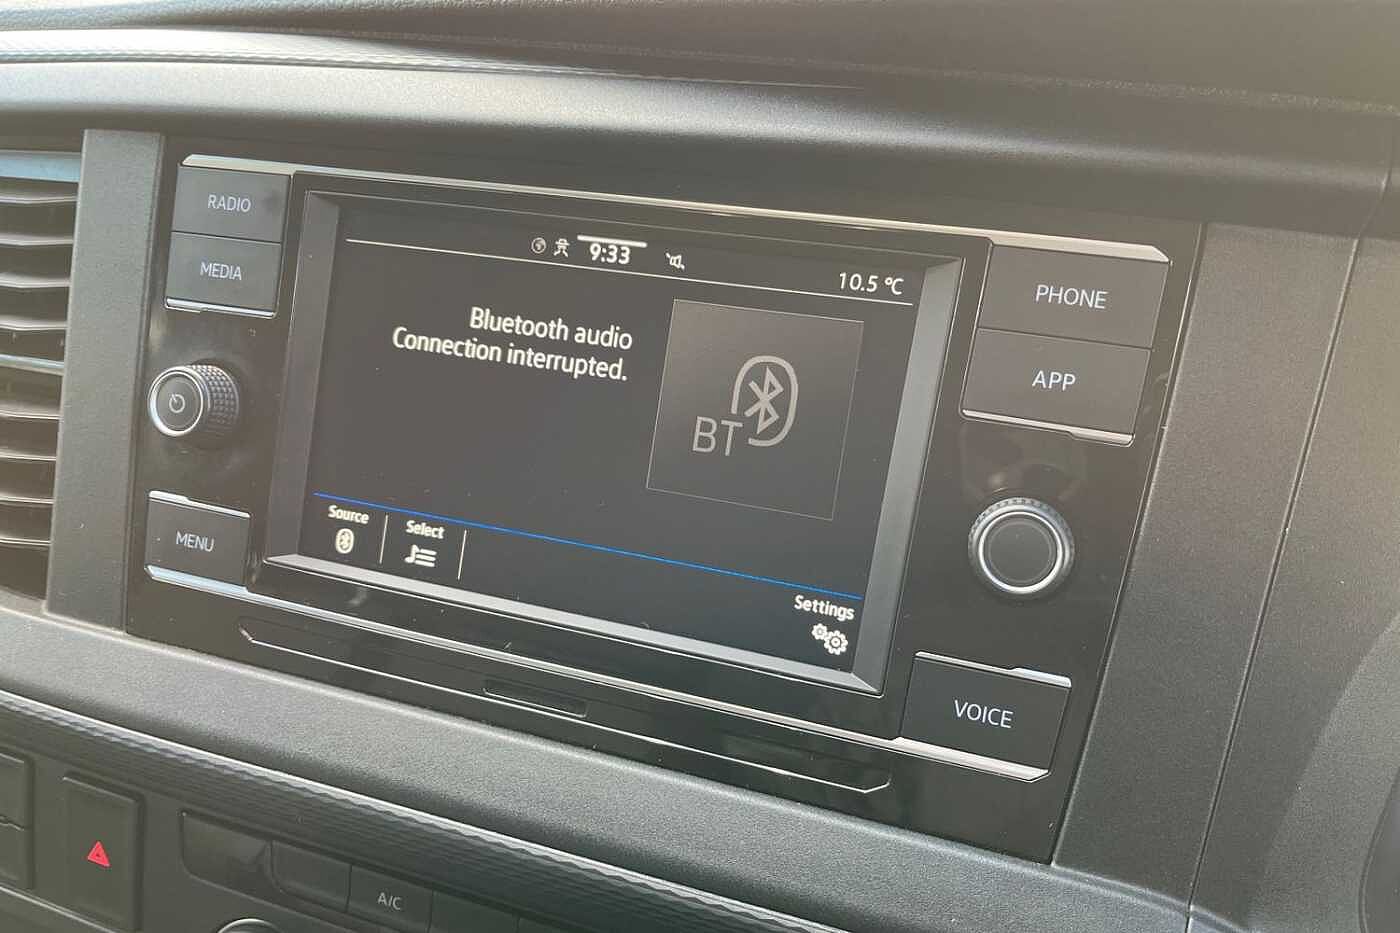 RADIO
MEDIA
MENU
9:33
10.5 °C
Bluetooth audio
Connection interrupted.
BT
Source
Select
Settings
PHONE
APP
VOICE
A/C